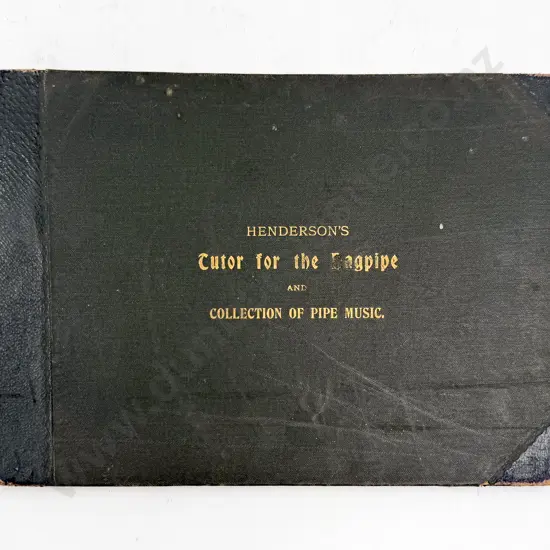 HENDERSON'S
Tutor for the Bagpipe
AND
COLLECTION OF PIPE MUSIC.